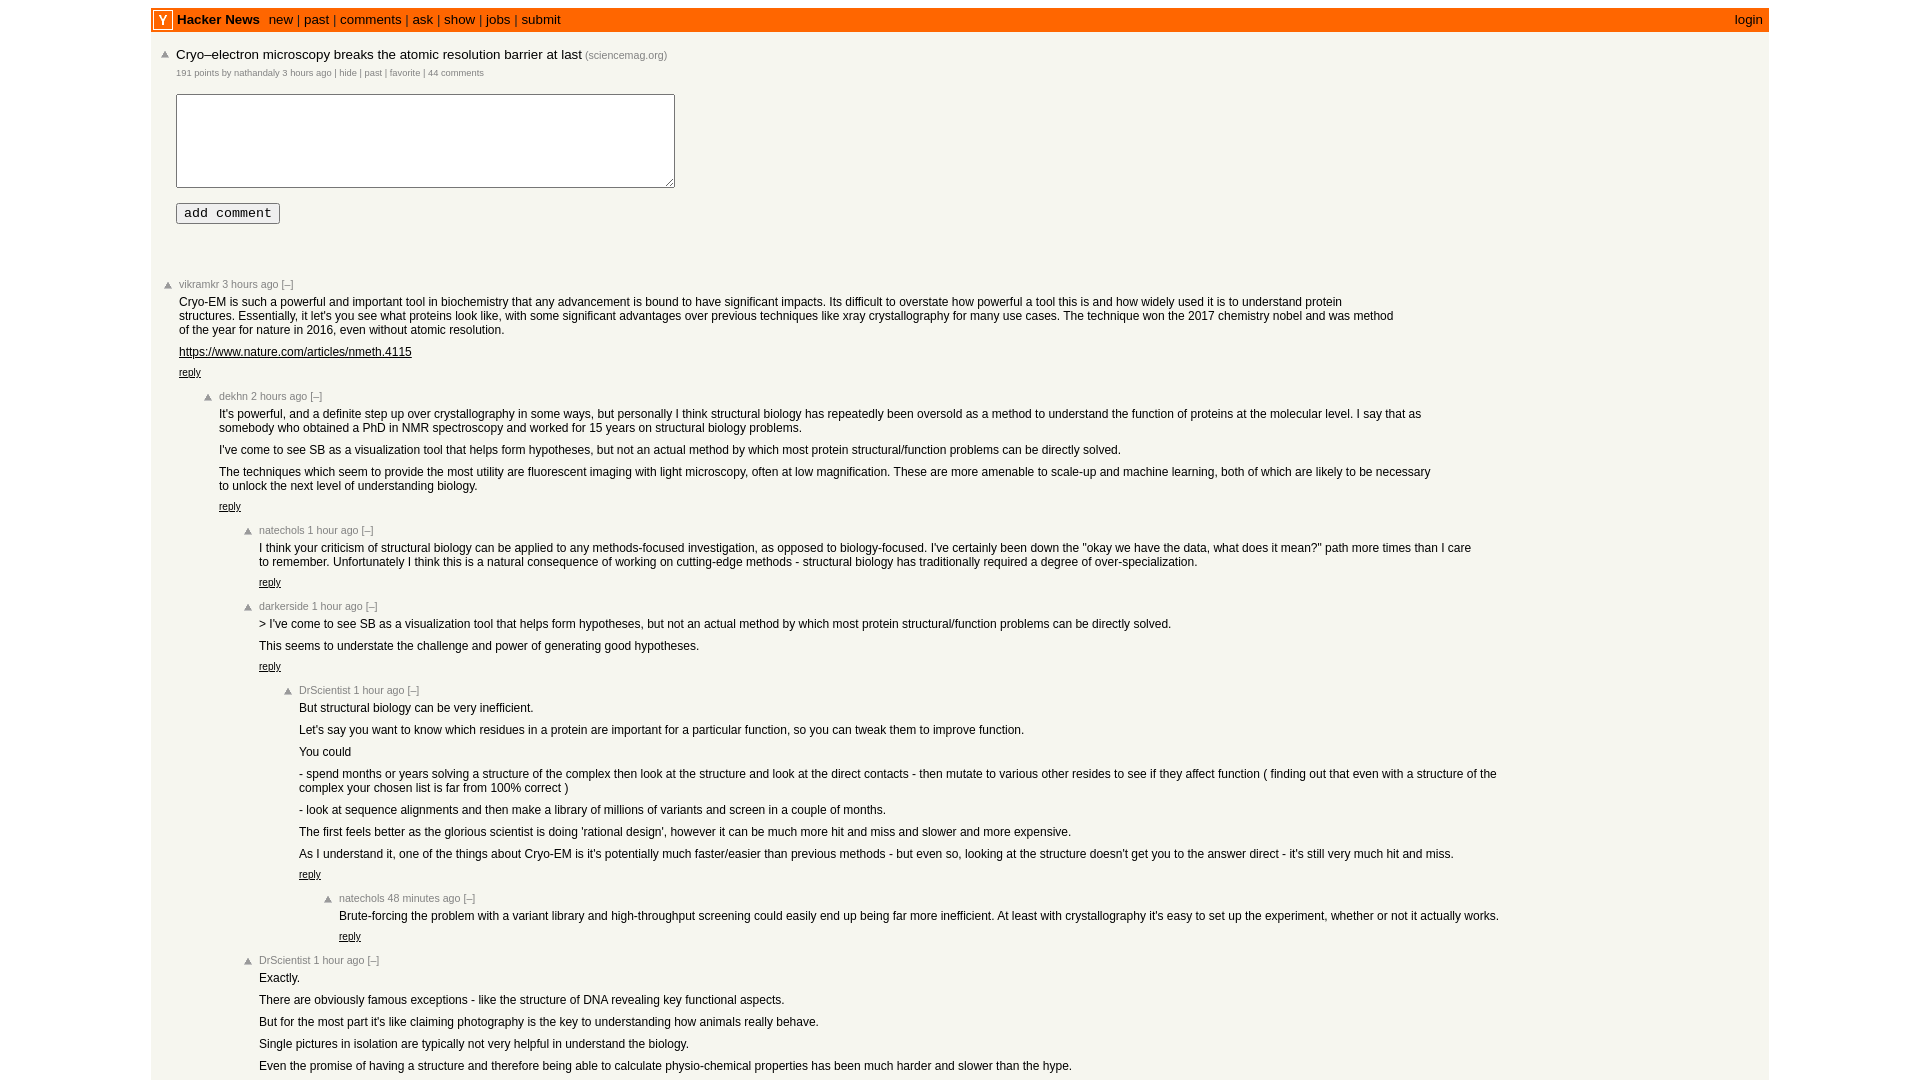 Y Hacker News new | past | comments | ask | show | jobs | submit login
Cryo–electron microscopy breaks the atomic resolution barrier at last (sciencemag.org)
191 points by nathandaly 3 hours ago | hide | past | favorite | 44 comments
add comment
vikramkr 3 hours ago [–]
Cryo-EM is such a powerful and important tool in biochemistry that any advancement is bound to have significant impacts. Its difficult to overstate how powerful a tool this is and how widely used it is to understand protein
structures. Essentially, it let's you see what proteins look like, with some significant advantages over previous techniques like xray crystallography for many use cases. The technique won the 2017 chemistry nobel and was method
of the year for nature in 2016, even without atomic resolution.
https://www.nature.com/articles/nmeth.4115
reply
dekhn 2 hours ago [–]
It's powerful, and a definite step up over crystallography in some ways, but personally I think structural biology has repeatedly been oversold as a method to understand the function of proteins at the molecular level. I say that as
somebody who obtained a PhD in NMR spectroscopy and worked for 15 years on structural biology problems.
I've come to see SB as a visualization tool that helps form hypotheses, but not an actual method by which most protein structural/function problems can be directly solved.
The techniques which seem to provide the most utility are fluorescent imaging with light microscopy, often at low magnification. These are more amenable to scale-up and machine learning, both of which are likely to be necessary
to unlock the next level of understanding biology.
reply
natechols 1 hour ago [–]
I think your criticism of structural biology can be applied to any methods-focused investigation, as opposed to biology-focused. I've certainly been down the "okay we have the data, what does it mean?" path more times than I care
to remember. Unfortunately I think this is a natural consequence of working on cutting-edge methods - structural biology has traditionally required a degree of over-specialization.
reply
darkerside 1 hour ago [–]
> I've come to see SB as a visualization tool that helps form hypotheses, but not an actual method by which most protein structural/function problems can be directly solved.
This seems to understate the challenge and power of generating good hypotheses.
reply
DrScientist 1 hour ago [–]
But structural biology can be very inefficient.
Let's say you want to know which residues in a protein are important for a particular function, so you can tweak them to improve function.
You could
- spend months or years solving a structure of the complex then look at the structure and look at the direct contacts - then mutate to various other resides to see if they affect function ( finding out that even with a structure of the
complex your chosen list is far from 100% correct )
- look at sequence alignments and then make a library of millions of variants and screen in a couple of months.
The first feels better as the glorious scientist is doing 'rational design', however it can be much more hit and miss and slower and more expensive.
As I understand it, one of the things about Cryo-EM is it's potentially much faster/easier than previous methods - but even so, looking at the structure doesn't get you to the answer direct - it's still very much hit and miss.
reply
natechols 48 minutes ago [–]
Brute-forcing the problem with a variant library and high-throughput screening could easily end up being far more inefficient. At least with crystallography it's easy to set up the experiment, whether or not it actually works.
reply
DrScientist 1 hour ago [–]
Exactly.
There are obviously famous exceptions - like the structure of DNA revealing key functional aspects.
But for the most part it's like claiming photography is the key to understanding how animals really behave.
Single pictures in isolation are typically not very helpful in understand the biology.
Even the promise of having a structure and therefore being able to calculate physio-chemical properties has been much harder and slower than the hype.